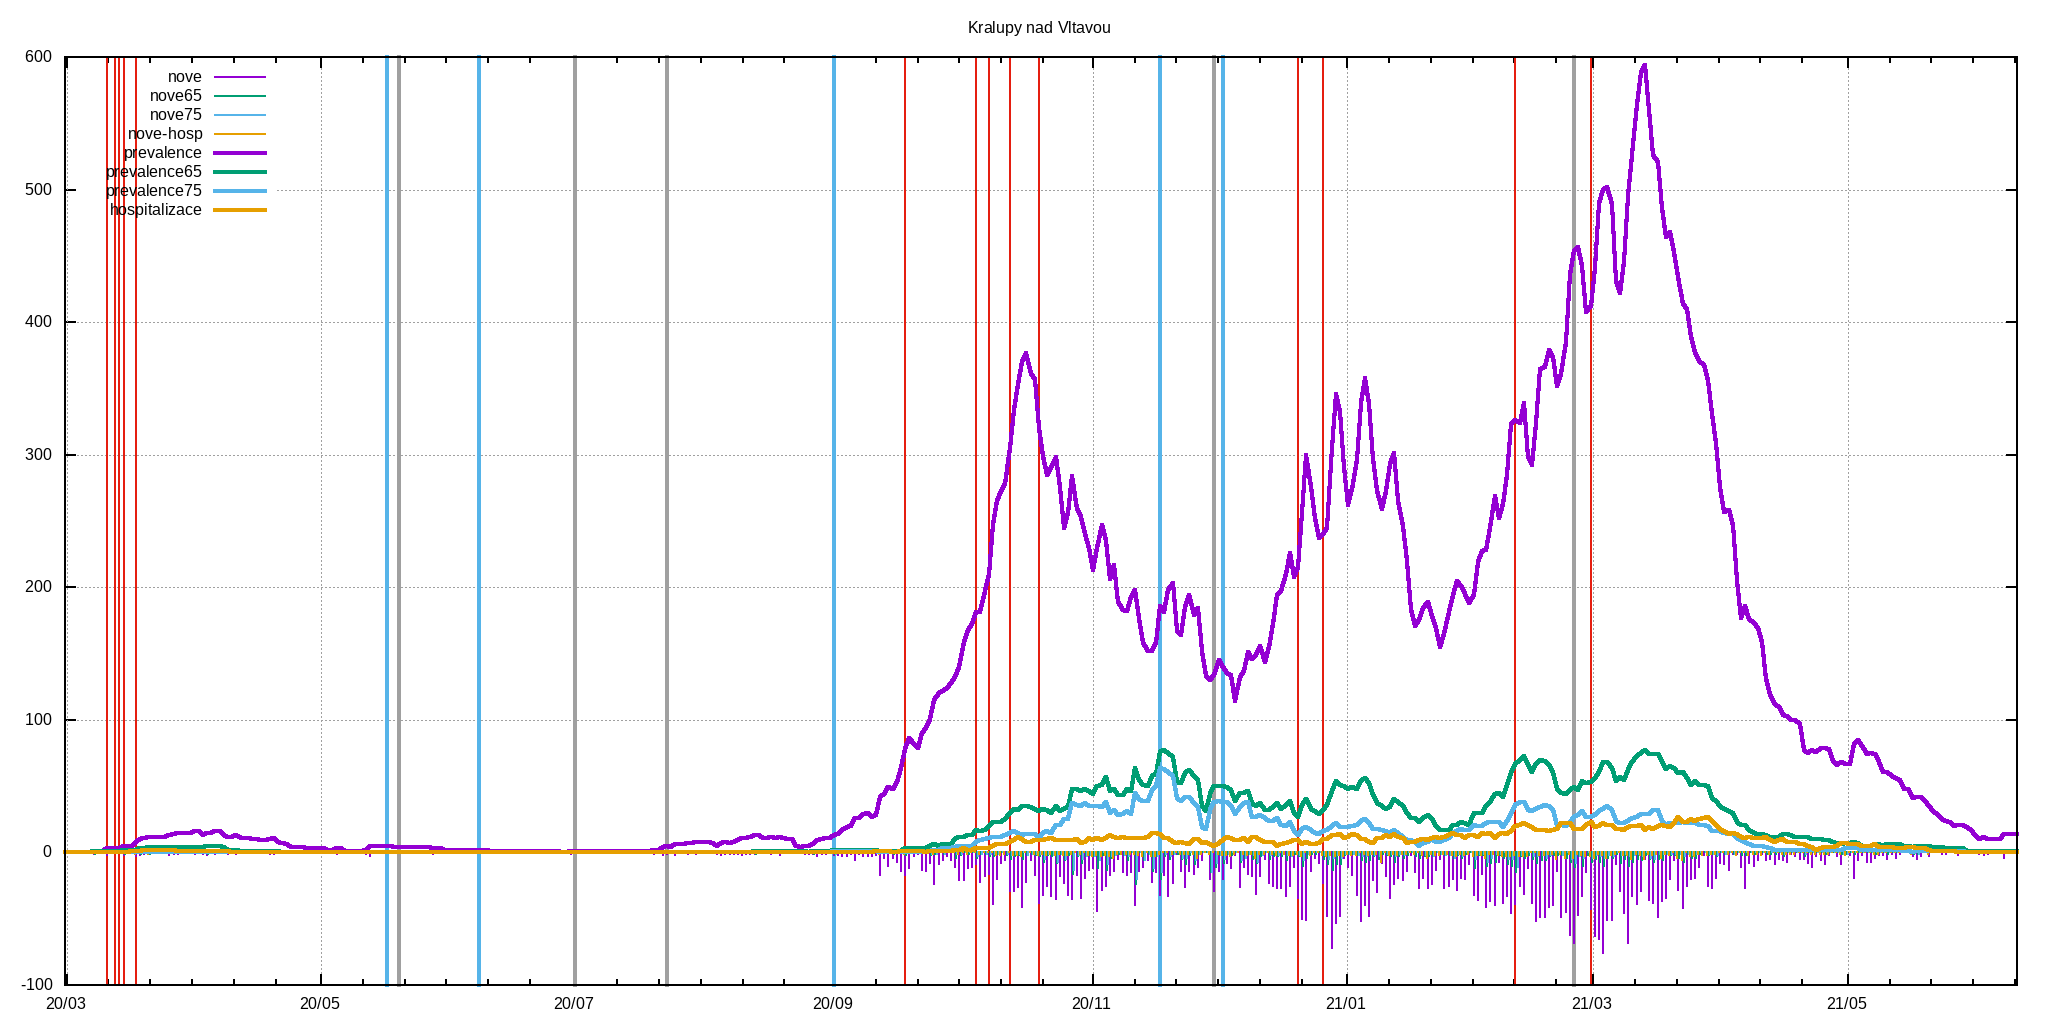 Kralupy nad Vltavou
600
500
400
300
200
100
0
-100
nove
nove65
nove75
nove-hosp
prevalence
prevalence65
prevalence75
hospitalizace
20/03 20/05 20/07 20/09 20/11 21/01 21/03 21/05